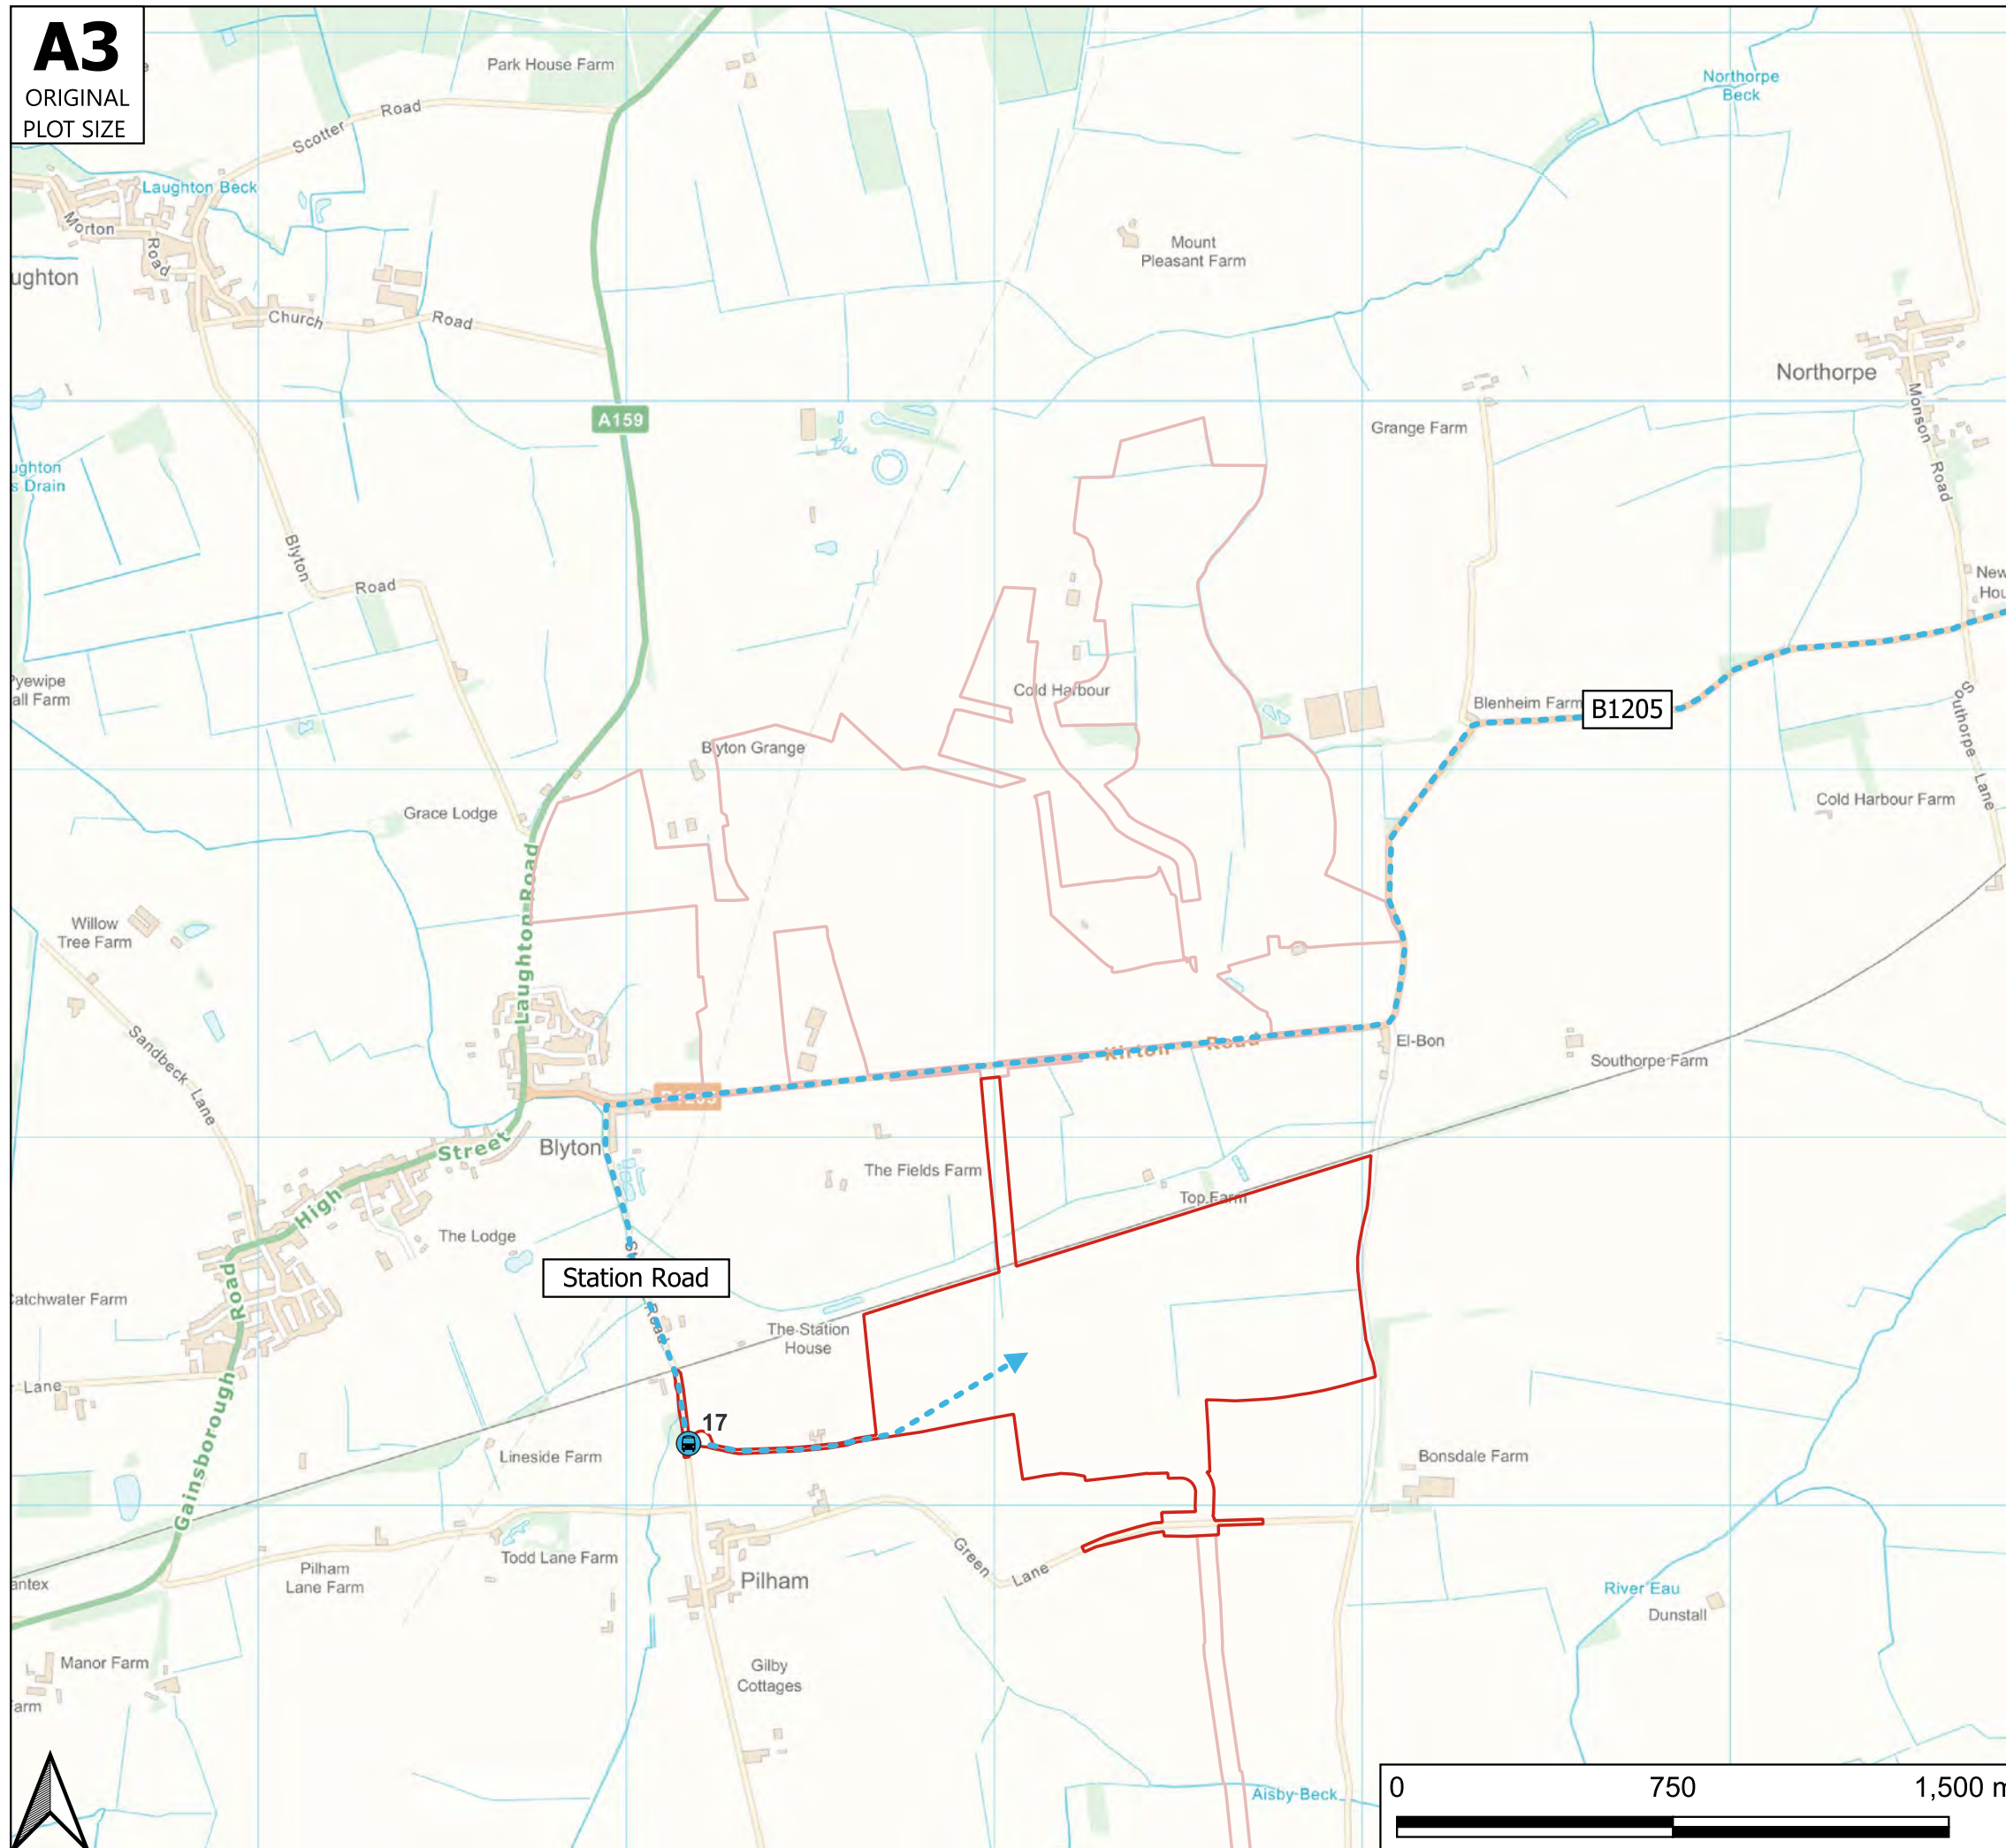 A3
ORIGINAL
PLOT SIZE
Park House Farm
Scotter Road
Northorpe
Beck
Laughton Beck
Morton
Road
ughton
Church Road
Mount
Pleasant Farm
Northorpe
Monson Road
A159
Grange Farm
ughton
s Drain
Blyton Road
New
Hou
Pyewipe
all Farm
Cold Harbour
Blenheim Farm
B1205
Southorpe Lane
Blyton Grange
Grace Lodge
Cold Harbour Farm
Laughton Road
Willow
Tree Farm
Sandbeck Lane
Kirton Road
El-Bon
Southorpe Farm
B1205
Blyton
High Street
The Fields Farm
Top Farm
The Lodge
Station Road
Road
atchwater Farm
The Station
House
Lane
17
Gainsborough Road
Lineside Farm
Bonsdale Farm
Todd Lane Farm
Green Lane
antex
Pilham
Lane Farm
Pilham
River Eau
Dunstall
Manor Farm
Gilby
Cottages
arm
Aisby Beck
0 750 1,500 m